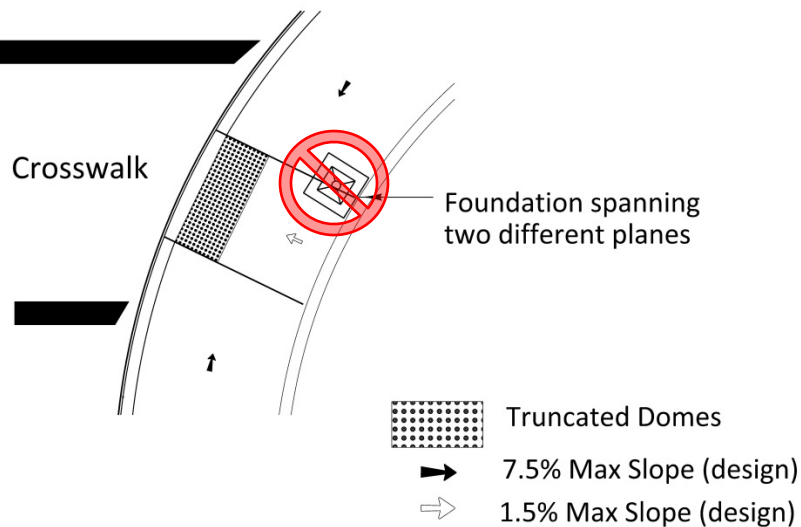 Crosswalk
Foundation spanning
two different planes
Truncated Domes
7.5% Max Slope (design)
1.5% Max Slope (design)